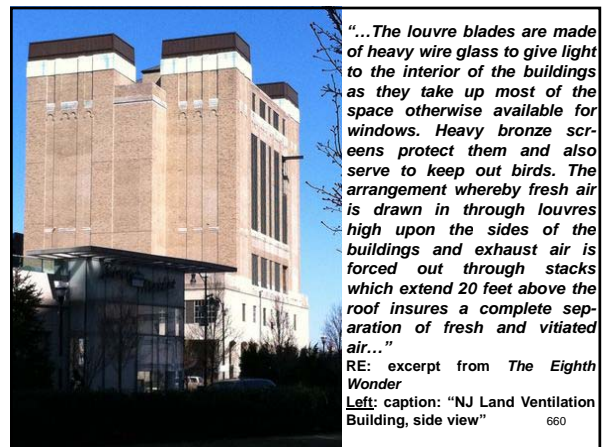 “…The louvre blades are made
of heavy wire glass to give light
to the interior of the buildings
as they take up most of the
space otherwise available for
windows. Heavy bronze scr-
eens protect them and also
serve to keep out birds. The
arrangement whereby fresh air
is drawn in through louvres
high upon the sides of the
buildings and exhaust air is
forced out through stacks
which extend 20 feet above the
roof insures a complete sep-
aration of fresh and vitiated
air…”
RE: excerpt from The Eighth
Wonder
Left: caption: “NJ Land Ventilation
Building, side view”
660